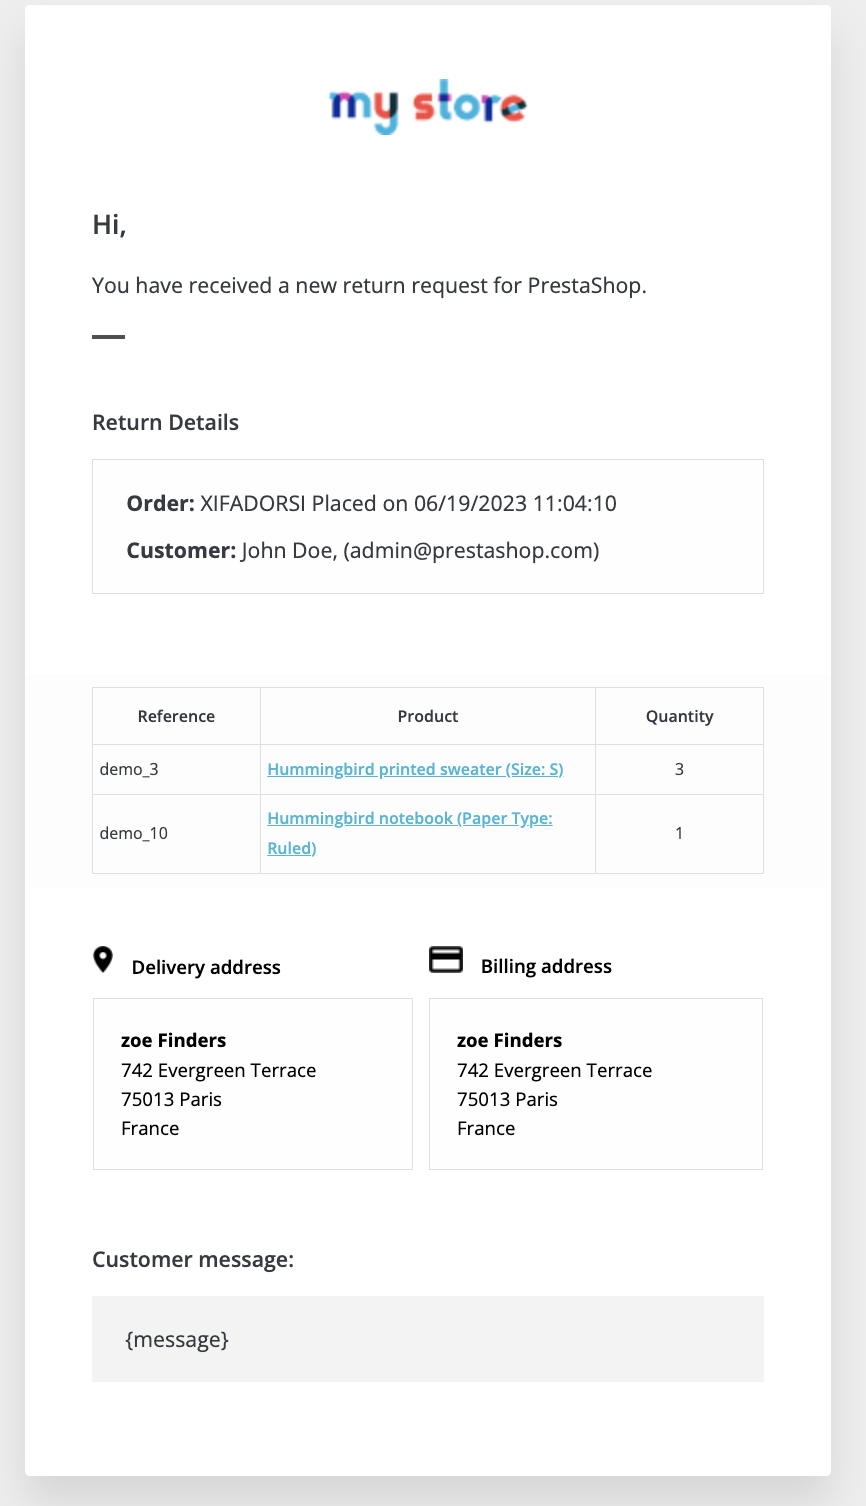 my store
Hi,
You have received a new return request for PrestaShop.
Return Details
Order: XIFADORSI Placed on 06/19/2023 11:04:10
Customer: John Doe, (admin@prestashop.com)
Reference Product Quantity
demo_3 Hummingbird printed sweater (Size: S) 3
demo_10 Hummingbird notebook (Paper Type:
Ruled) 1
Delivery address
zoe Finders
742 Evergreen Terrace
75013 Paris
France
Billing address
zoe Finders
742 Evergreen Terrace
75013 Paris
France
Customer message:
{message}